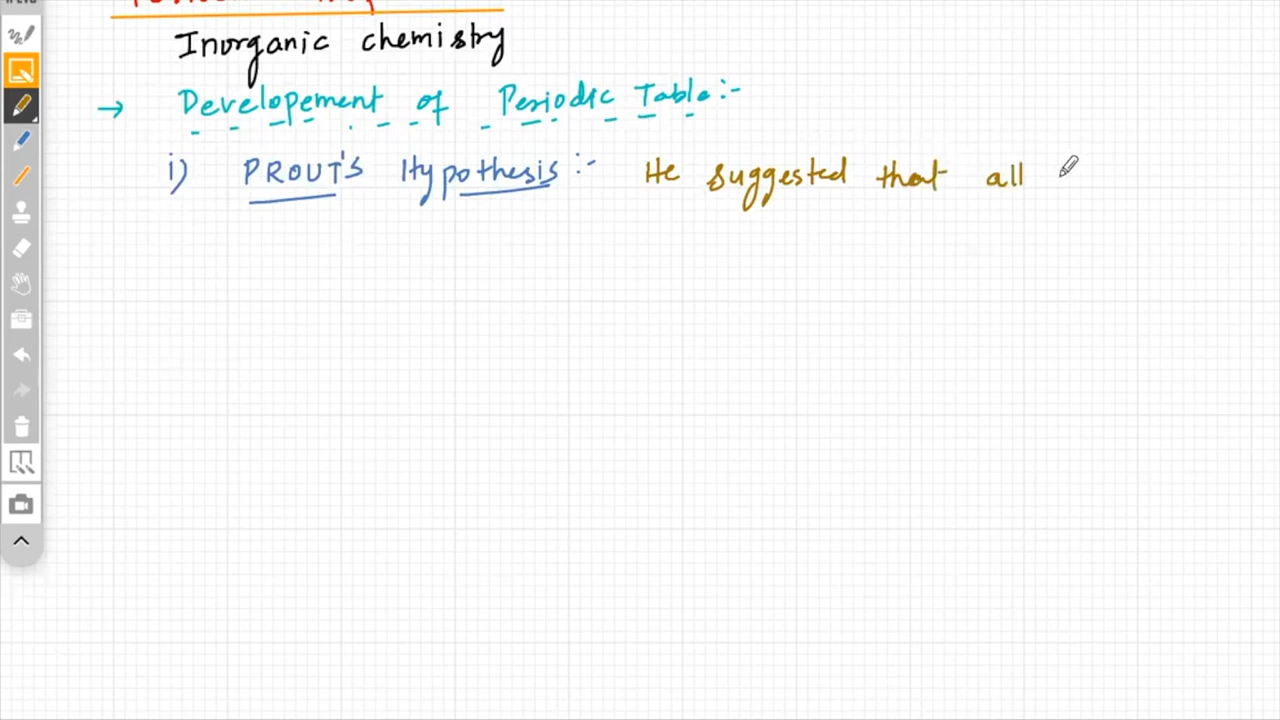 Inorganic chemistry
→ Developement of Periodic Table:-
i) PROUT'S Hypothesis:- He suggested that all